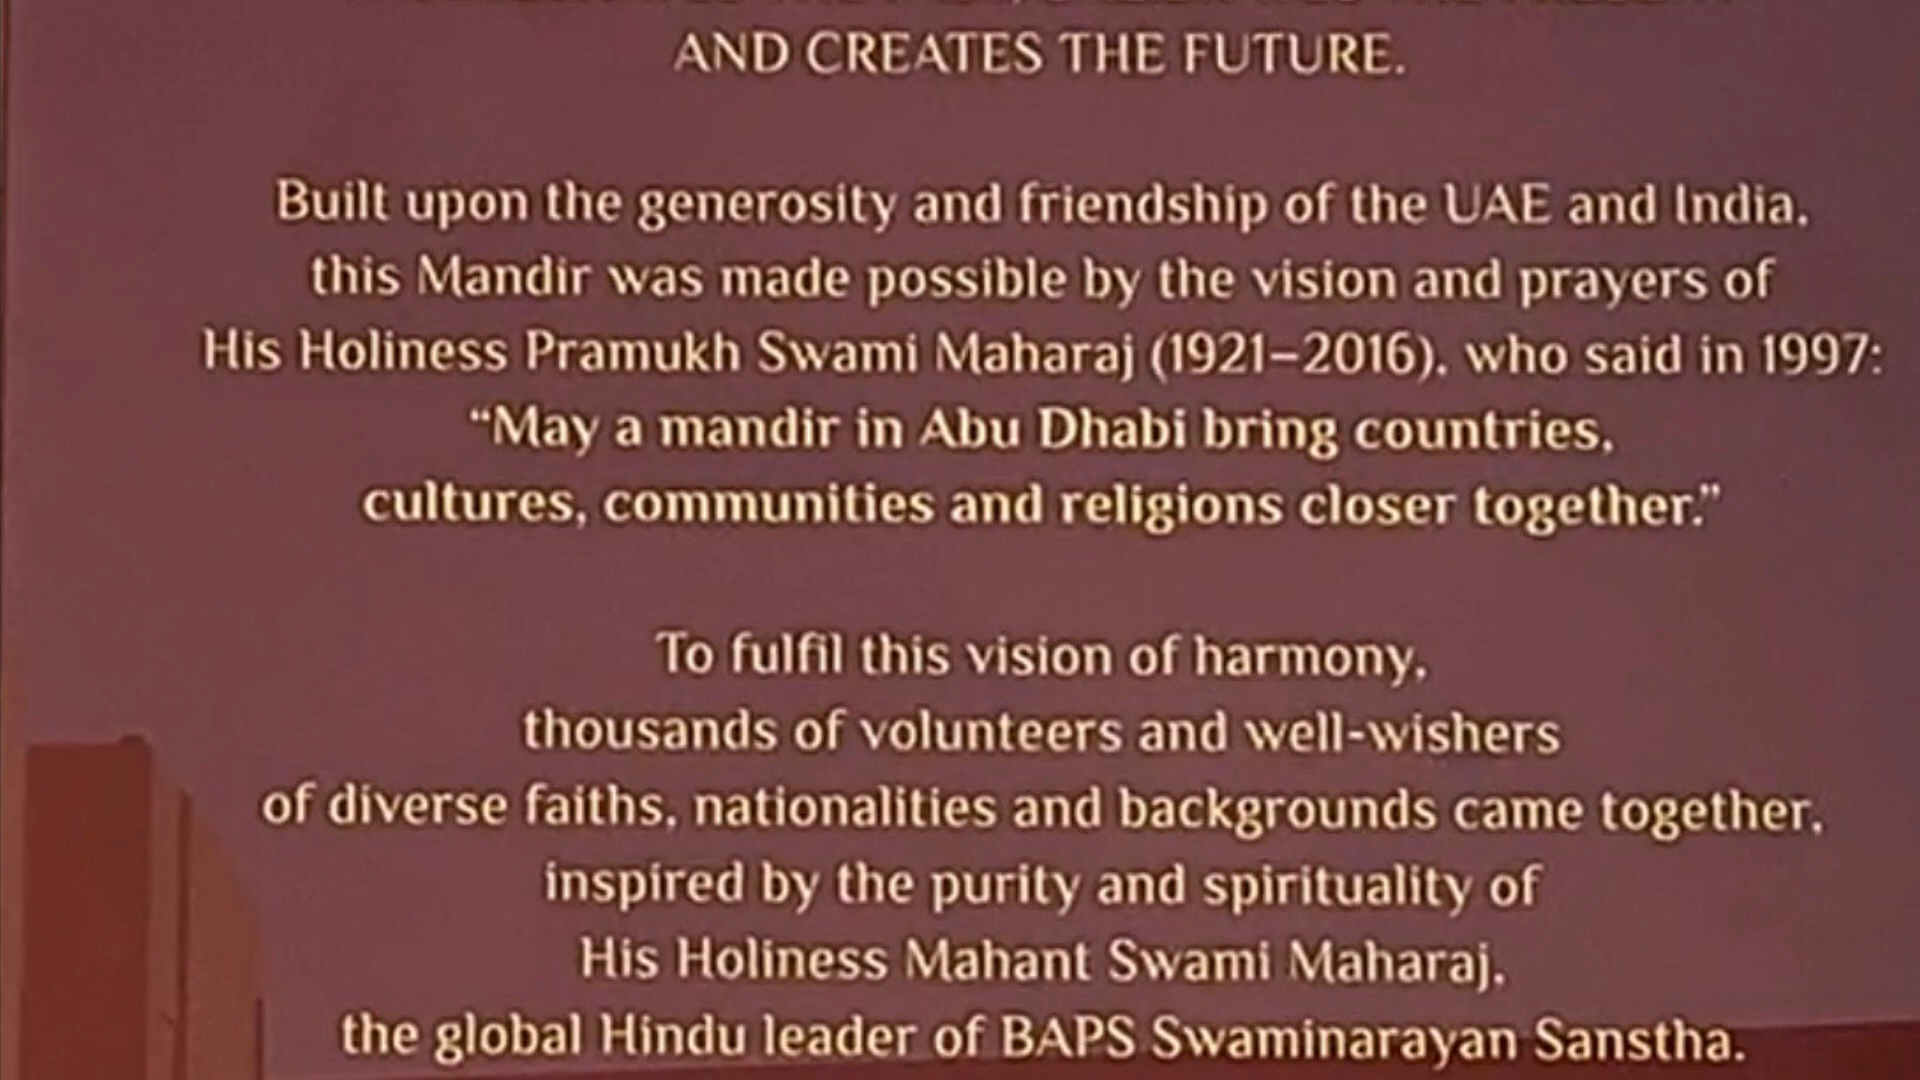 AND CREATES THE FUTURE.
Built upon the generosity and friendship of the UAE and India,
this Mandir was made possible by the vision and prayers of
His Holiness Pramukh Swami Maharaj (1921–2016), who said in 1997:
“May a mandir in Abu Dhabi bring countries,
cultures, communities and religions closer together.”
To fulfil this vision of harmony,
thousands of volunteers and well-wishers
of diverse faiths, nationalities and backgrounds came together,
inspired by the purity and spirituality of
His Holiness Mahant Swami Maharaj,
the global Hindu leader of BAPS Swaminarayan Sanstha.